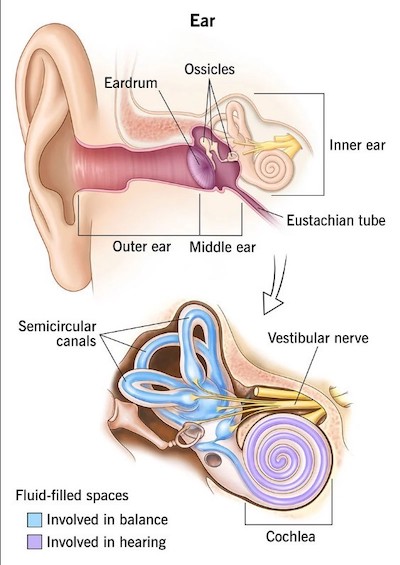 Ear
Ossicles
Eardrum
Inner ear
Eustachian tube
Outer ear
Middle ear
Semicircular
canals
Vestibular nerve
Fluid-filled spaces
Involved in balance
Involved in hearing
Cochlea